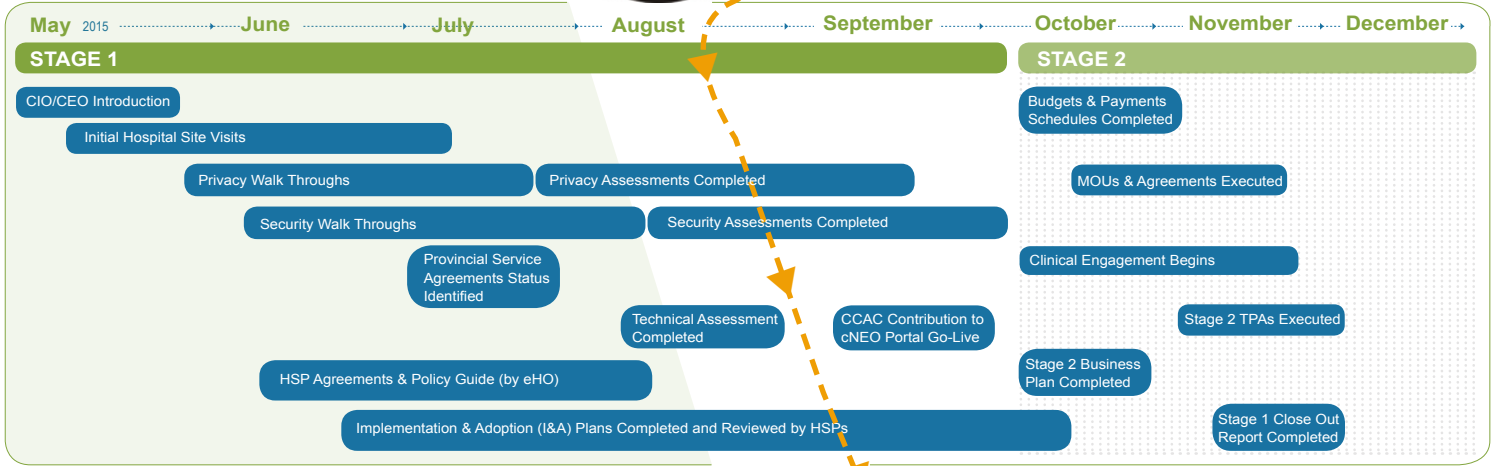 May 2015 June July August September October November December
STAGE 1 STAGE 2
CIO/CEO Introduction
Initial Hospital Site Visits
Privacy Walk Throughs
Privacy Assessments Completed
Security Walk Throughs
Security Assessments Completed
Provincial Service
Agreements Status
Identified
Technical Assessment
Completed
CCAC Contribution to
cNEO Portal Go-Live
HSP Agreements & Policy Guide (by eHO)
Implementation & Adoption (I&A) Plans Completed and Reviewed by HSPs
Budgets & Payments
Schedules Completed
MOUs & Agreements Executed
Clinical Engagement Begins
Stage 2 TPAs Executed
Stage 2 Business
Plan Completed
Stage 1 Close Out
Report Completed